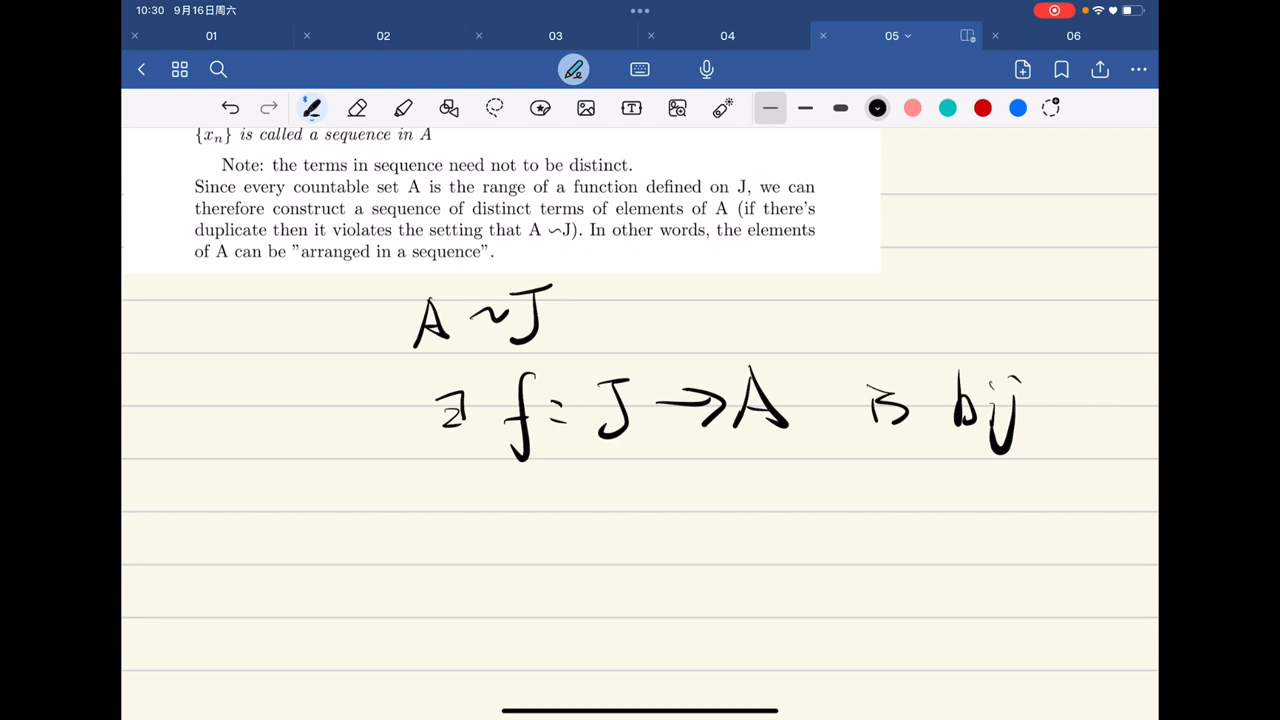 10:30 9月16日周六
01 02 03 04 05 06
{xₙ} is called a sequence in A
Note: the terms in sequence need not to be distinct.
Since every countable set A is the range of a function defined on J, we can
therefore construct a sequence of distinct terms of elements of A (if there's
duplicate then it violates the setting that A ∽J). In other words, the elements
of A can be "arranged in a sequence".
A ~ J
∃ f: J → A is bij